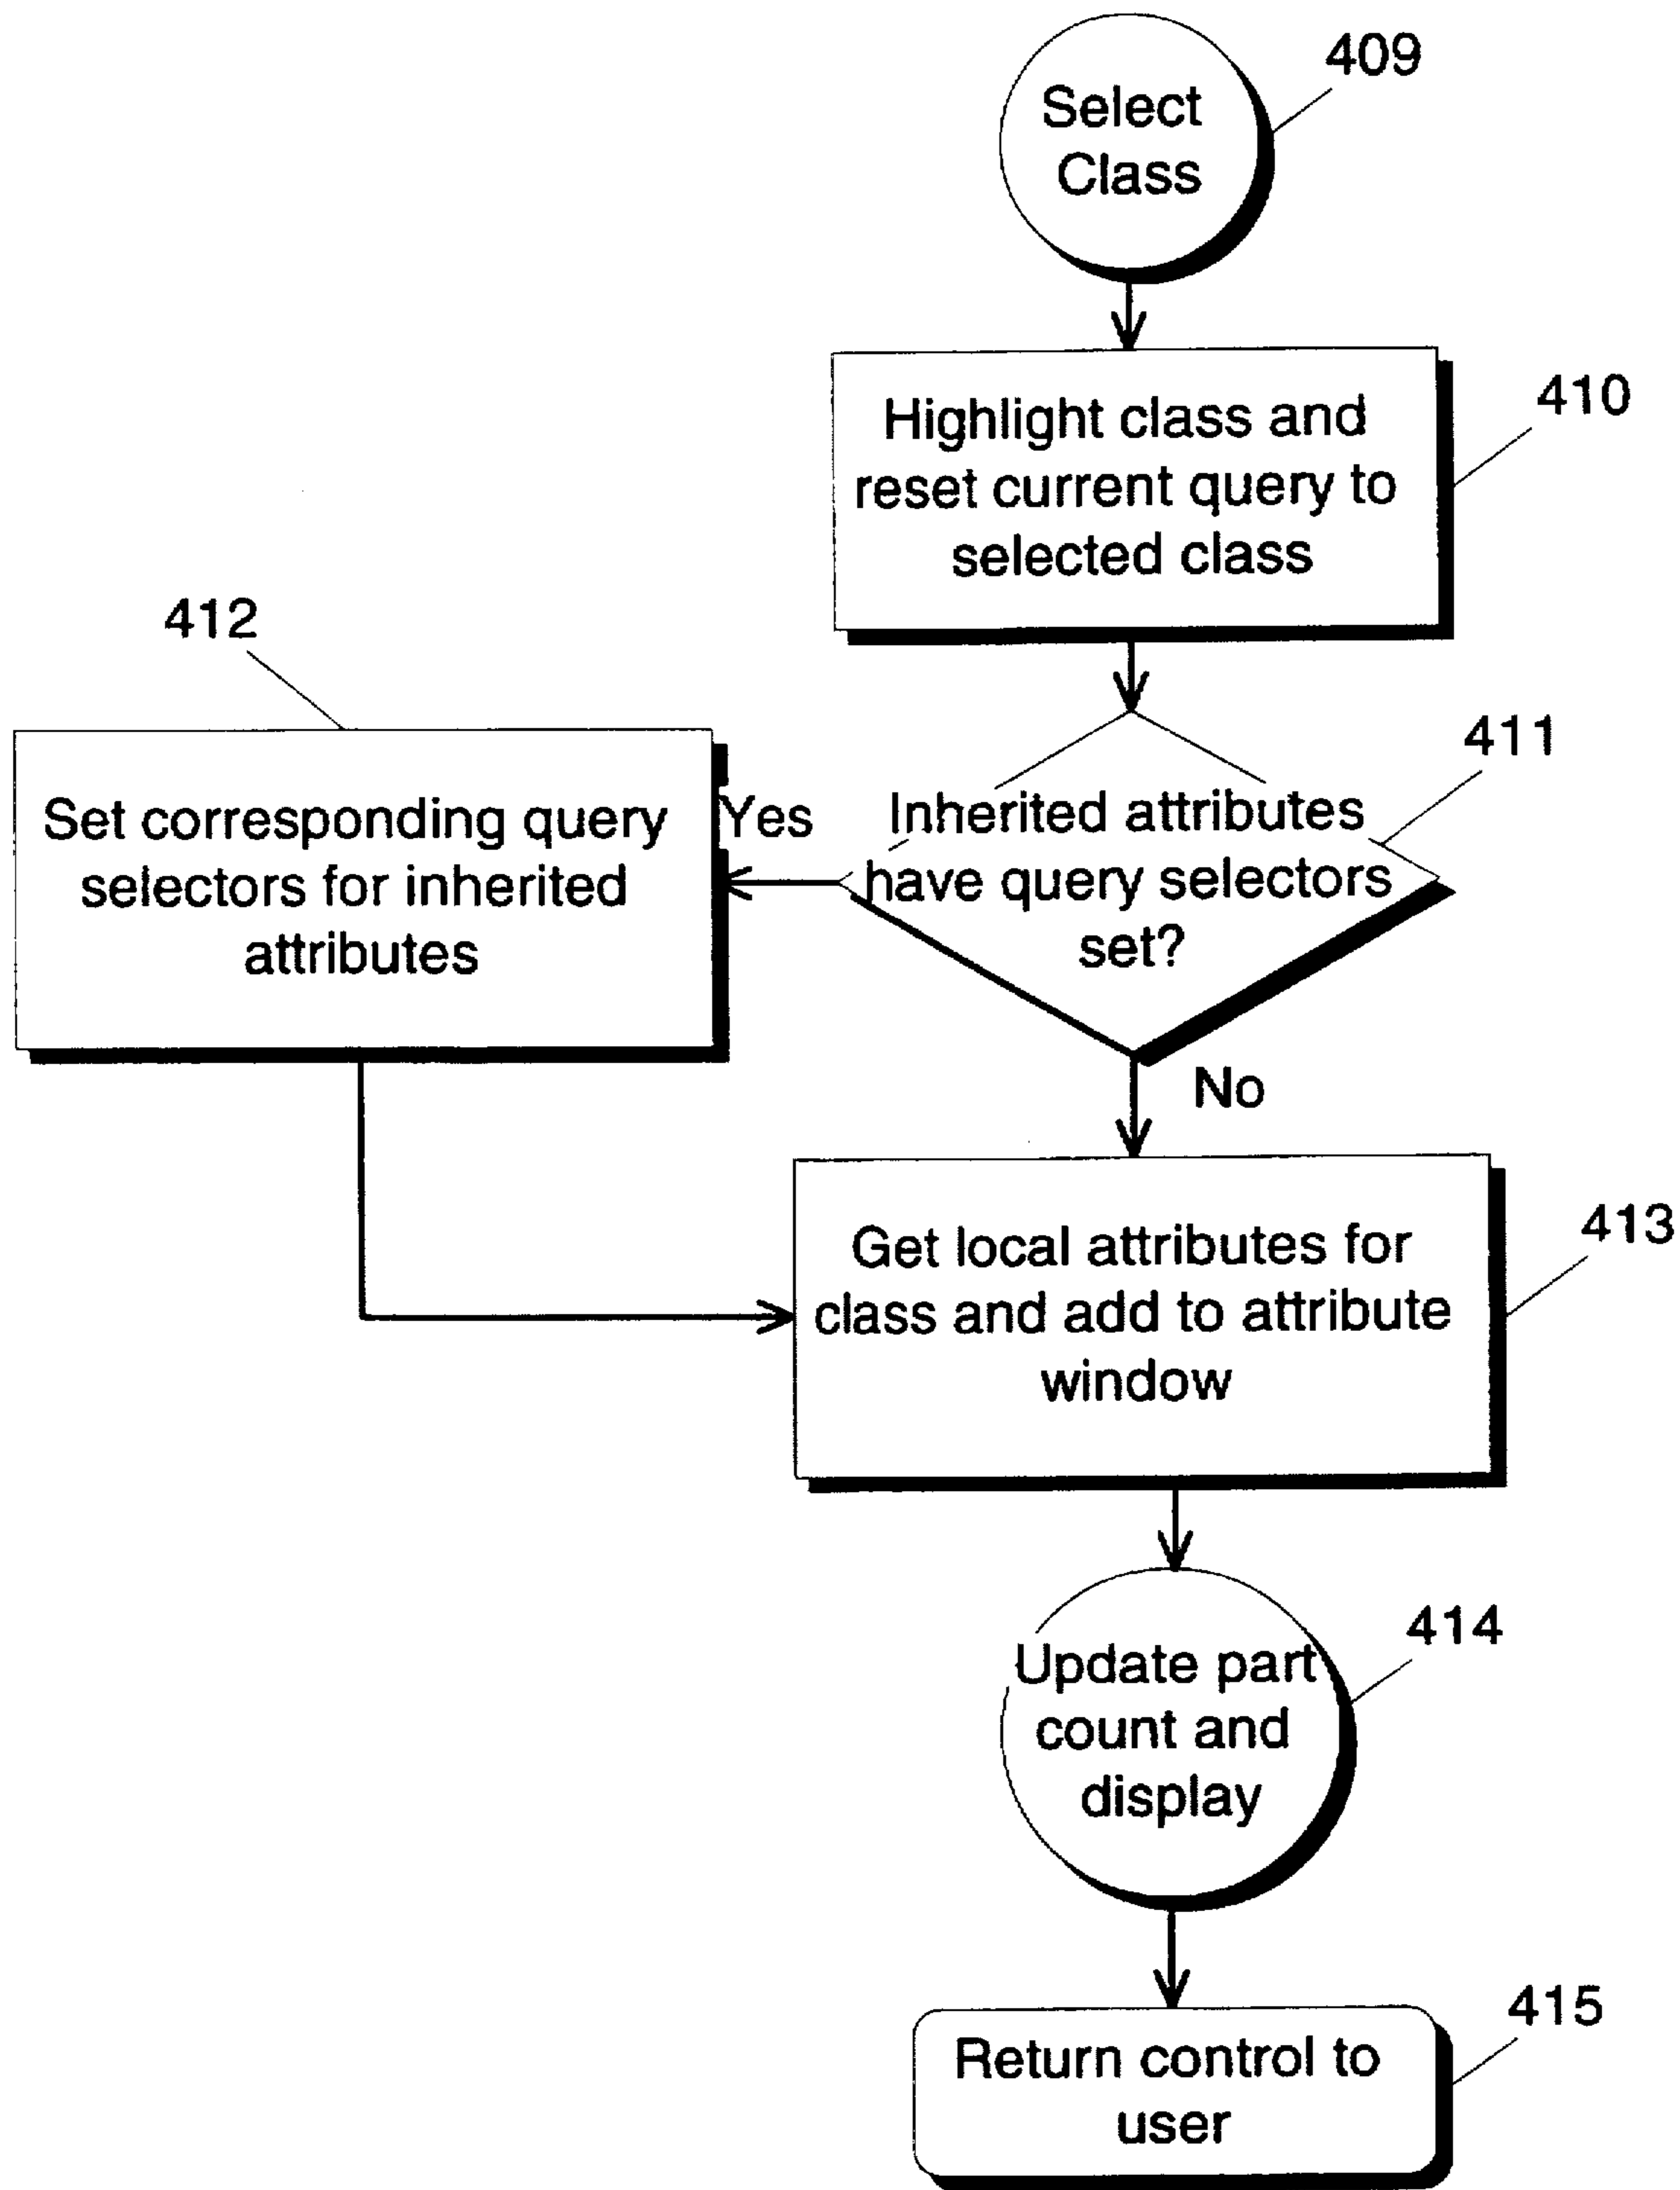 409
Select
Class
410
Highlight class and
reset current query to
selected class
412
411
Set corresponding query
selectors for inherited
attributes
Yes
Inherited attributes
have query selectors
set?
No
413
Get local attributes for
class and add to attribute
window
414
Update part
count and
display
415
Return control to
user